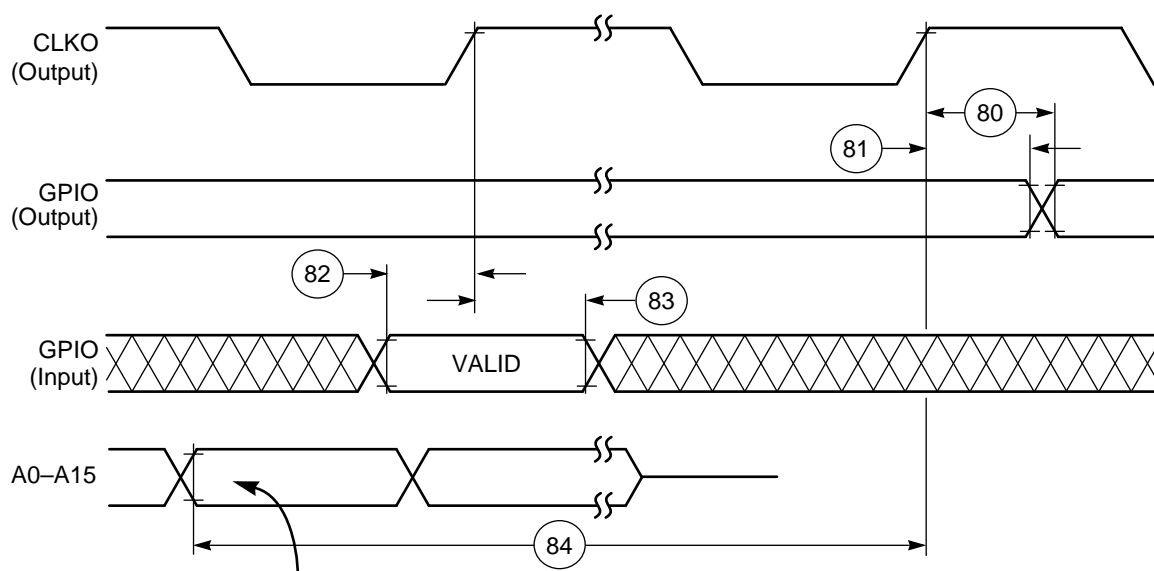 CLKO
(Output)
80
81
GPIO
(Output)
82
83
GPIO
(Input)
VALID
A0–A15
84